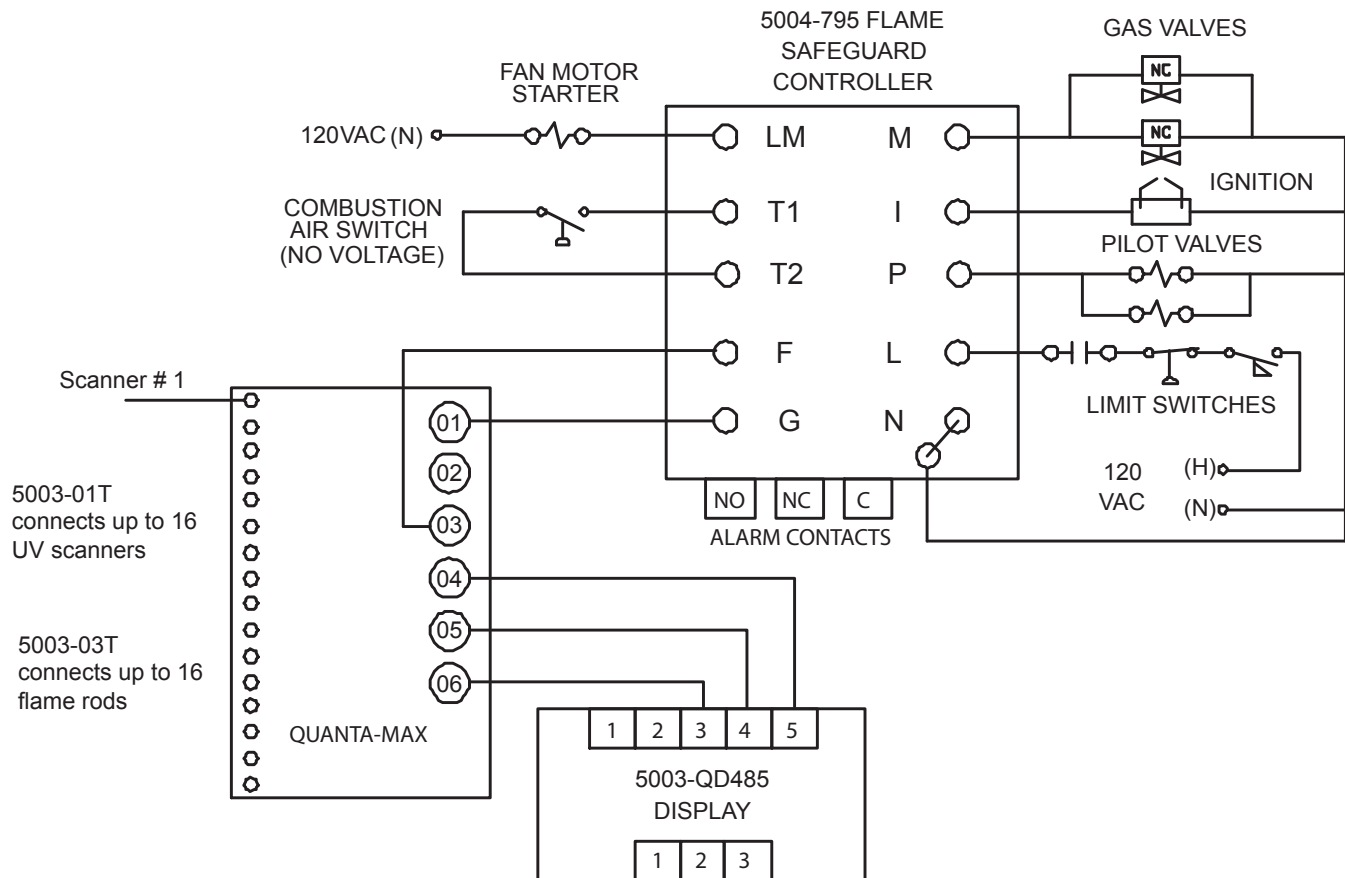 5004-795 FLAME
SAFEGUARD
CONTROLLER
GAS VALVES
NC
FAN MOTOR
STARTER
120VAC (N)
LM
M
NC
COMBUSTION
AIR SWITCH
(NO VOLTAGE)
T1
I
IGNITION
T2
P
PILOT VALVES
F
L
LIMIT SWITCHES
Scanner # 1
01
G
N
120
VAC
(H)
(N)
02
NO
NC
C
ALARM CONTACTS
5003-01T
connects up to 16
UV scanners
03
04
5003-03T
connects up to 16
flame rods
05
06
QUANTA-MAX
1
2
3
4
5
5003-QD485
DISPLAY
1
2
3